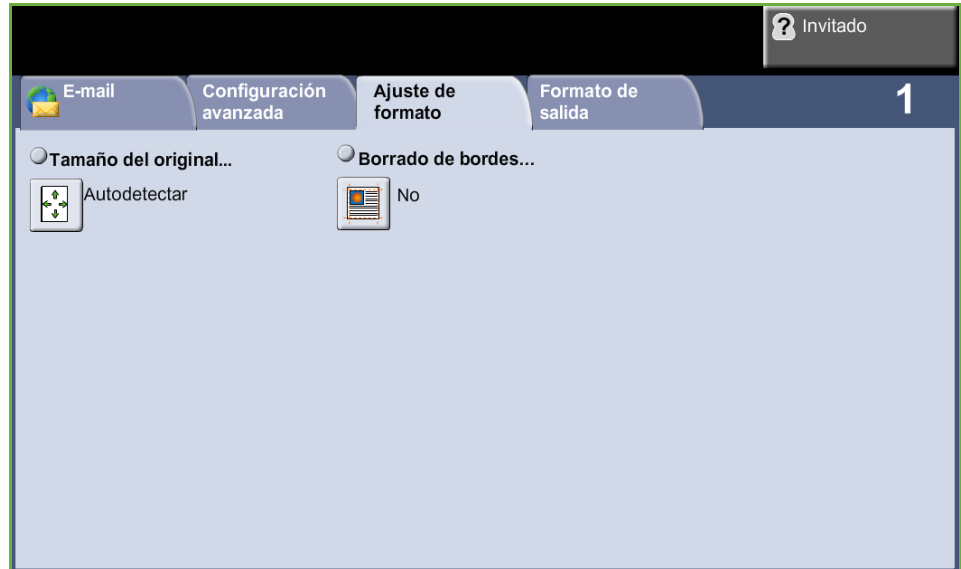 ? Invitado
E-mail
Configuración
avanzada
Ajuste de
formato
Formato de
salida
1
Tamaño del original...
Autodetectar
Borrado de bordes...
No